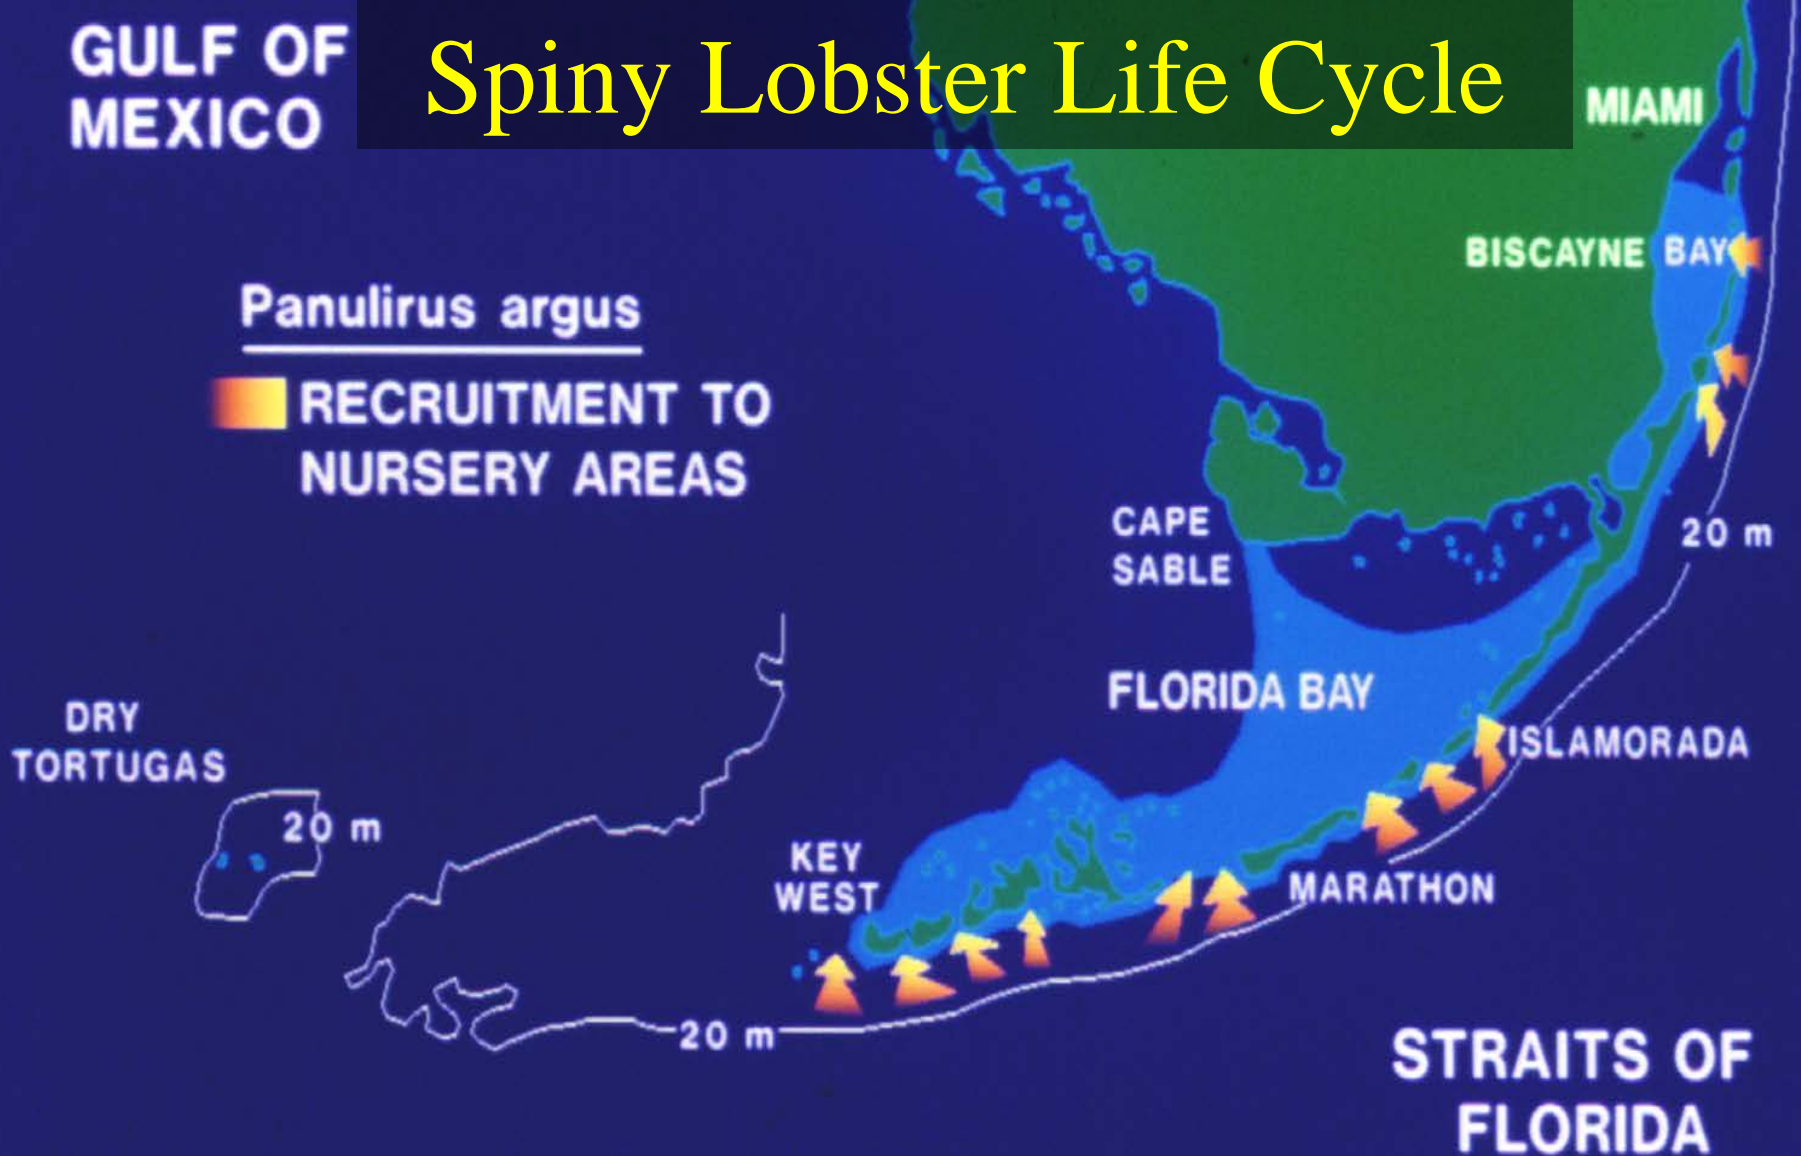 Spiny Lobster Life Cycle
GULF OF
MEXICO
MIAMI
BISCAYNE BAY
Panulirus argus
RECRUITMENT TO
NURSERY AREAS
CAPE
SABLE
20 m
FLORIDA BAY
DRY
TORTUGAS
ISLAMORADA
20 m
KEY
WEST
MARATHON
20 m
STRAITS OF
FLORIDA